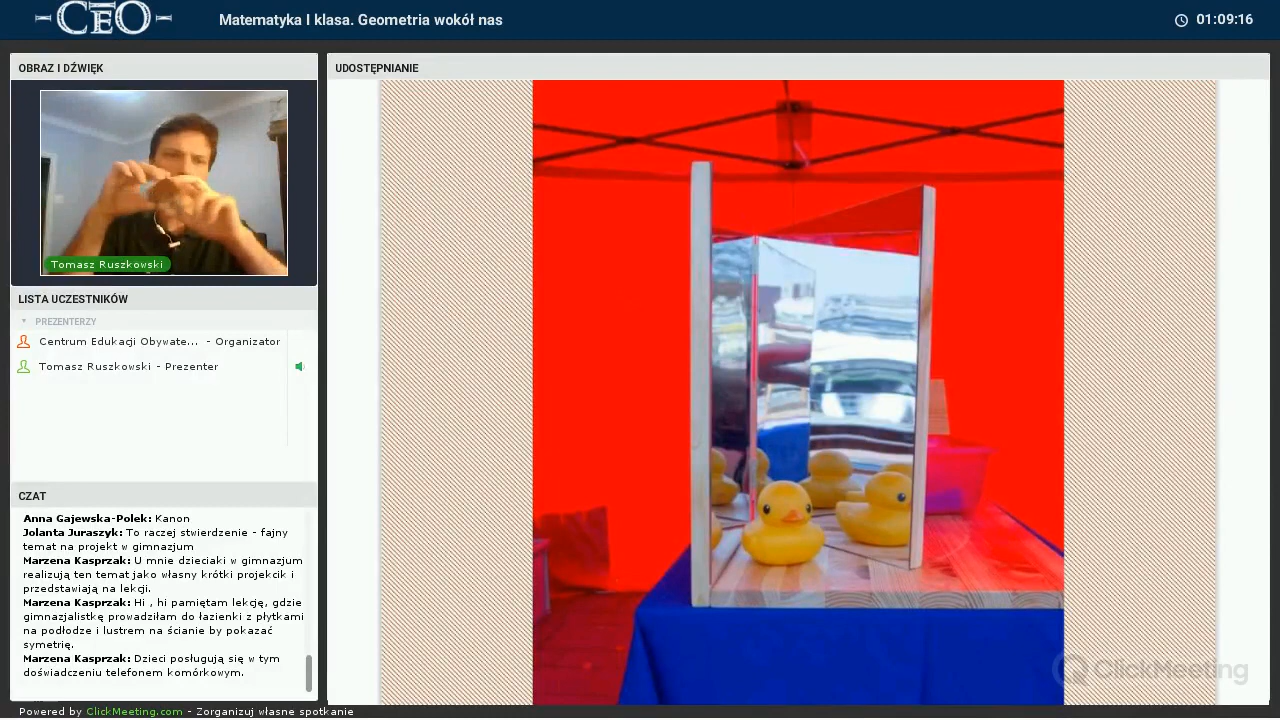 CEO
Matematyka I klasa. Geometria wokół nas
01:09:16
OBRAZ I DŹWIĘK
UDOSTĘPNIANIE
Tomasz Ruszkowski
LISTA UCZESTNIKÓW
PREZENTERZY
Centrum Edukacji Obywate... - Organizator
Tomasz Ruszkowski - Prezenter
CZAT
Anna Gajewska-Polek: Kanon
Jolanta Juraszyk: To raczej stwierdzenie - fajny
temat na projekt w gimnazjum
Marzena Kasprzak: U mnie dzieciaki w gimnazjum
realizują ten temat jako własny krótki projekcik i
przedstawiają na lekcji.
Marzena Kasprzak: Hi , hi pamiętam lekcję, gdzie
gimnazjalistkę prowadziłam do łazienki z płytkami
na podłodze i lustrem na ścianie by pokazać
symetrię.
Marzena Kasprzak: Dzieci posługują się w tym
doświadczeniu telefonem komórkowym.
ClickMeeting
Powered by ClickMeeting.com - Zorganizuj własne spotkanie